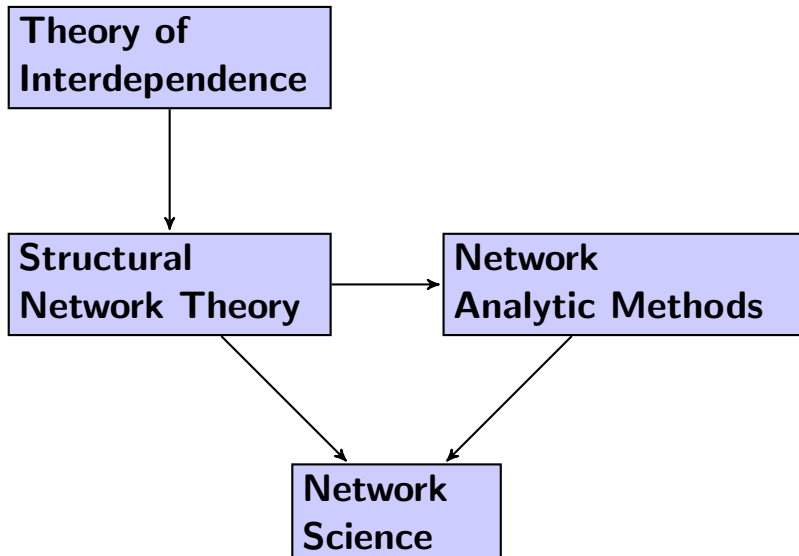 Theory of
Interdependence
Structural
Network Theory
Network
Analytic Methods
Network
Science